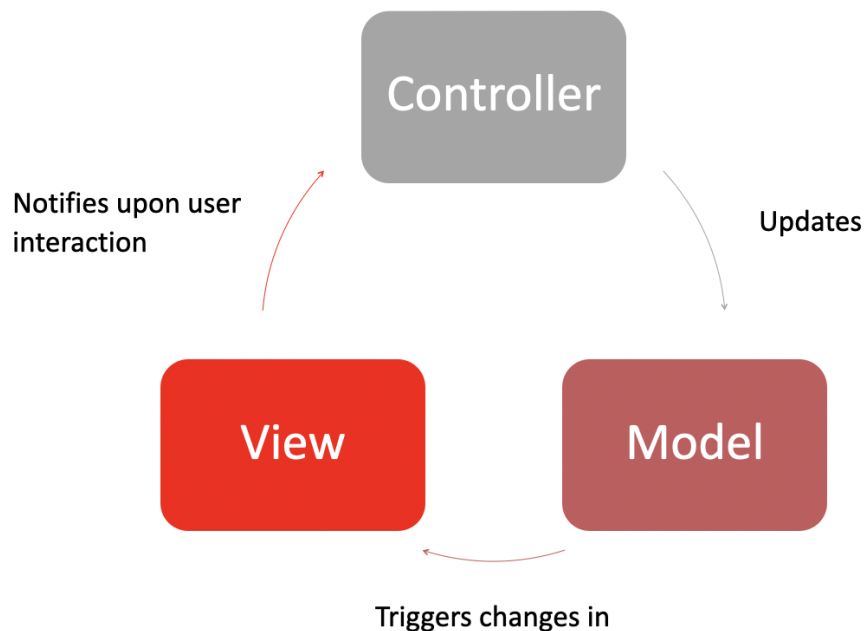 Controller
Notifies upon user
interaction
Updates
View
Model
Triggers changes in